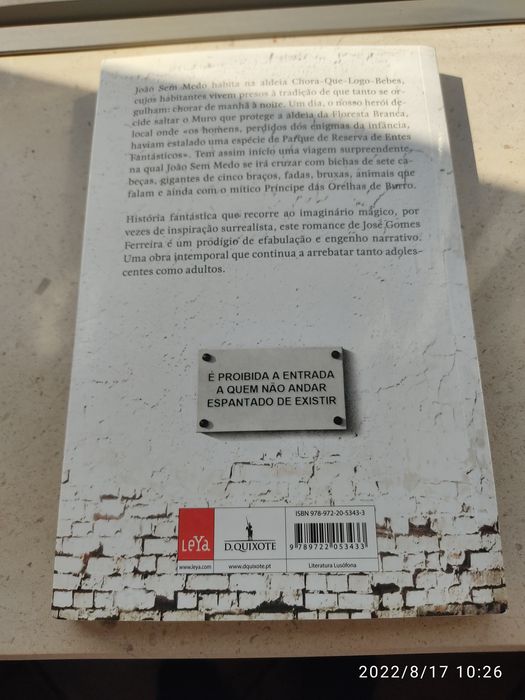 João Sem Medo habita na aldeia Chora-Que-Logo-Bebes,
cujos habitantes vivem presos à tradição de que tanto se or-
gulham: chorar de manhã à noite. Um dia, o nosso herói de-
cide saltar o Muro que protege a aldeia da Floresta Branca,
local onde «os homens, perdidos dos enigmas da infância,
haviam estalado uma espécie de Parque de Reserva de Entes
Fantásticos». Tem assim início uma viagem surpreendente,
na qual João Sem Medo se irá cruzar com bichas de sete ca-
beças, gigantes de cinco braços, fadas, bruxas, animais que
falam e ainda com o mítico Príncipe das Orelhas de Burro.
História fantástica que recorre ao imaginário mágico, por
vezes de inspiração surrealista, este romance de José Gomes
Ferreira é um prodígio de efabulação e engenho narrativo.
Uma obra intemporal que continua a arrebatar tanto adoles-
centes como adultos.
É PROIBIDA A ENTRADA
A QUEM NÃO ANDAR
ESPANTADO DE EXISTIR
ISBN 978-972-20-5343-3
LeYa
D.QUIXOTE
9 789722 053433
www.leya.com
www.dquixote.pt
Literatura Lusófona
2022/8/17 10:26